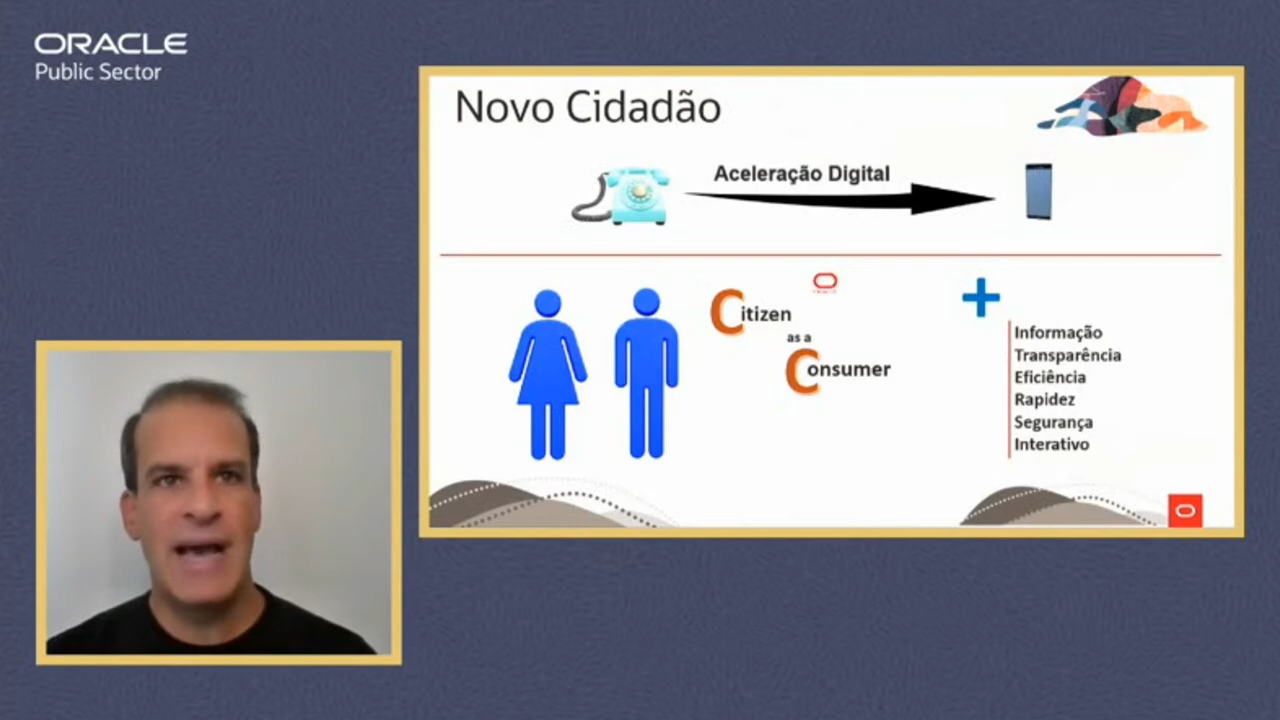 ORACLE
Public Sector
Novo Cidadão
Aceleração Digital
Citizen
as a
Consumer
Informação
Transparência
Eficiência
Rapidez
Segurança
Interativo